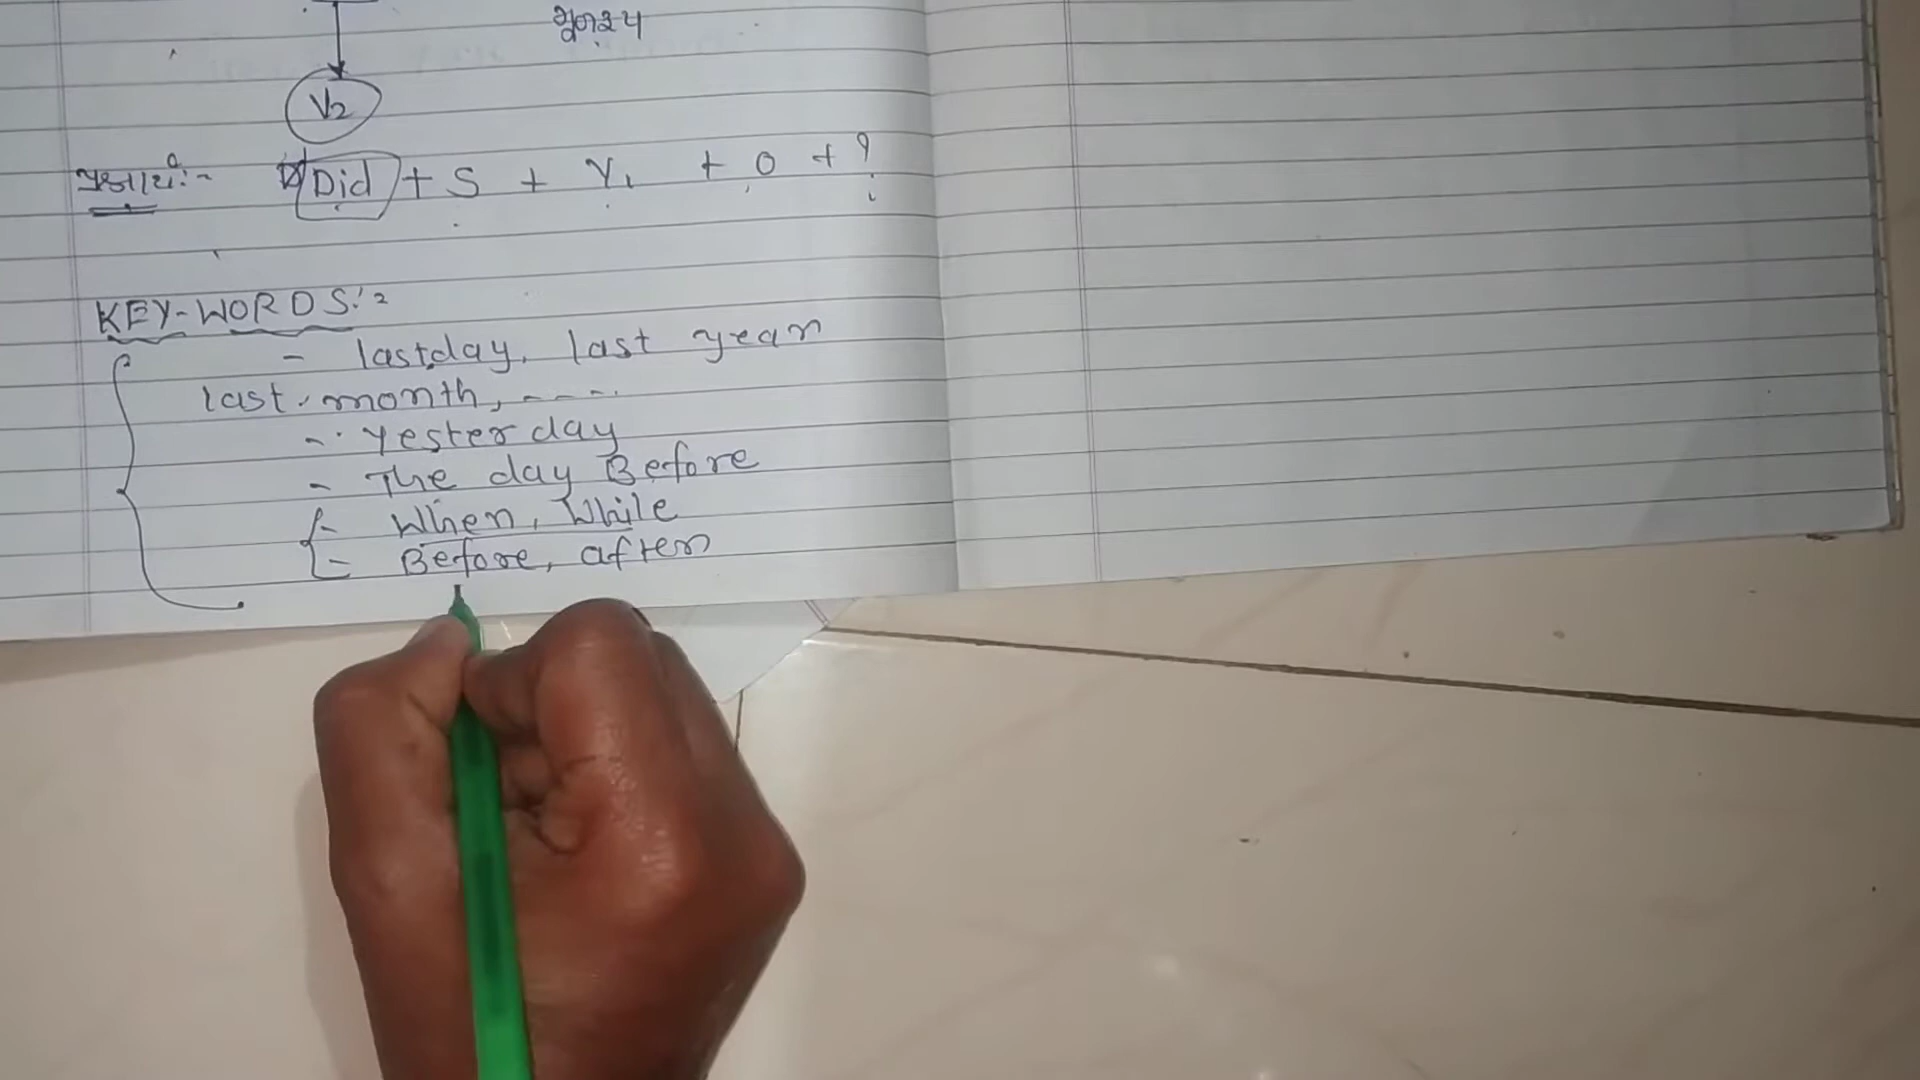 ભૂતરૂપ
V2
પ્રશ્નાર્થ:- Did + S + V1 + O + ?
KEY-WORDS:-
- lastday, last year
last month, ----
- Yesterday
- The day Before
- When, While
- Before, after